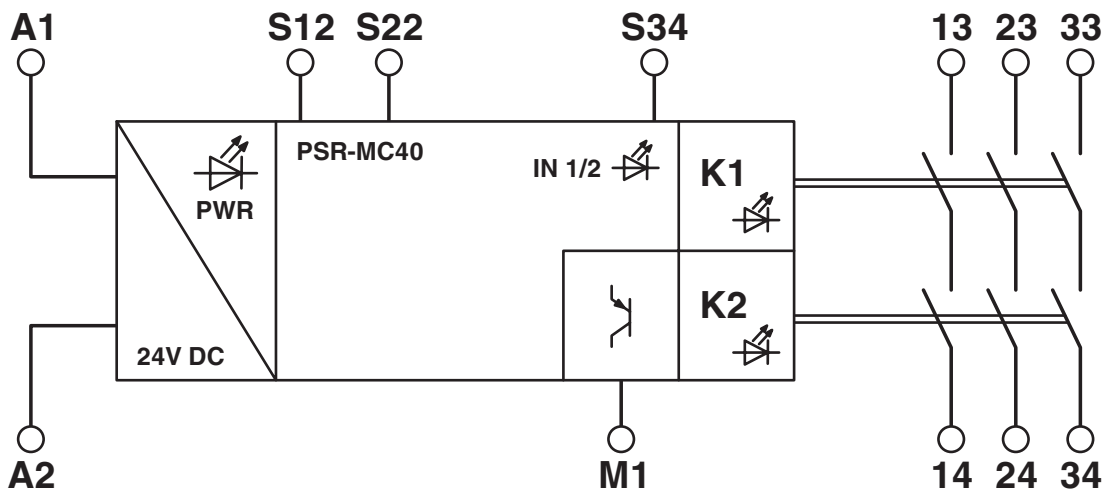 A1 S12 S22 S34 13 23 33
PSR-MC40
IN 1/2
K1
PWR
K2
24V DC
A2 M1 14 24 34